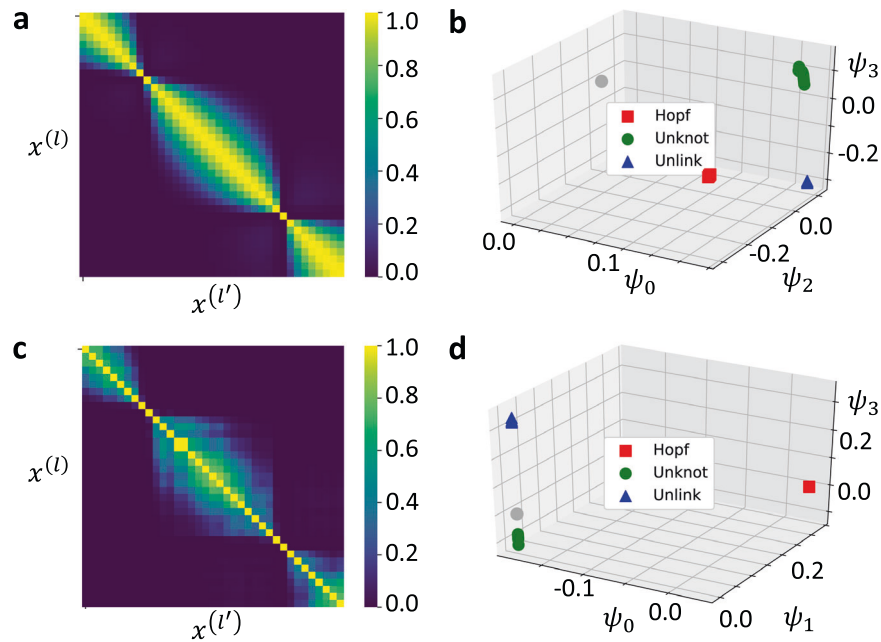 a
1.0
0.8
0.6
0.4
0.2
0.0
x^(l)
x^(l′)
b
Hopf
Unknot
Unlink
ψ₃
0.0
-0.2
0.0
-0.2
ψ₂
0.0
0.1
ψ₀
c
1.0
0.8
0.6
0.4
0.2
0.0
x^(l)
x^(l′)
d
Hopf
Unknot
Unlink
ψ₃
0.2
0.0
0.2
0.0
ψ₁
-0.1
0.0
ψ₀